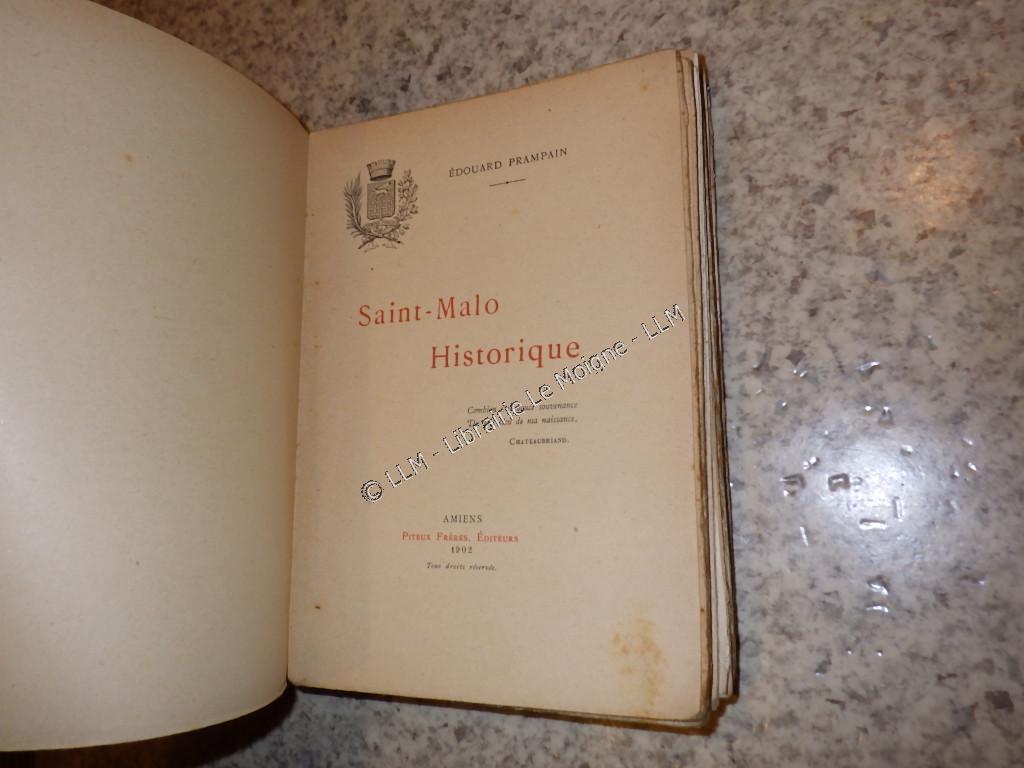 ÉDOUARD PRAMPAIN
Saint-Malo
Historique
souvenance
de ma naissance.
CHATEAUBRIAND.
© LLM - Librairie Le Moigne - LLM
AMIENS
PITEUX FRÈRES, ÉDITEURS
1902
Tous droits réservés.